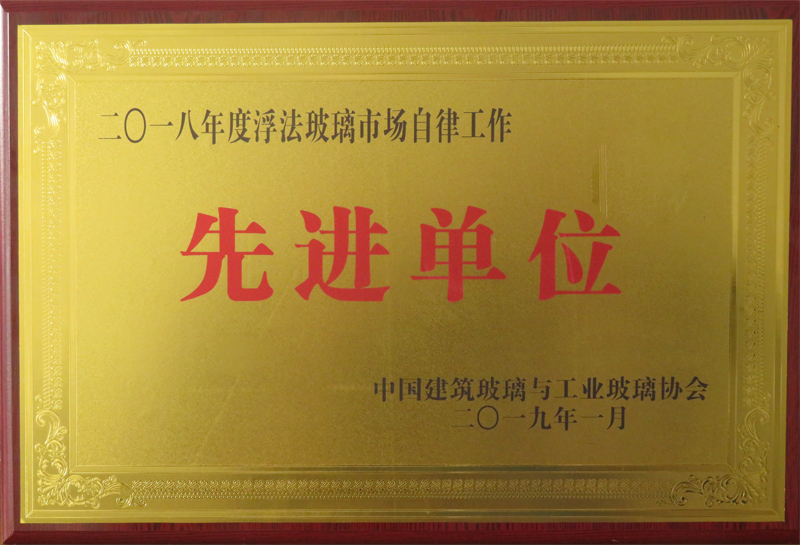 二〇一八年度浮法玻璃市场自律工作
先进单位
中国建筑玻璃与工业玻璃协会
二〇一九年一月